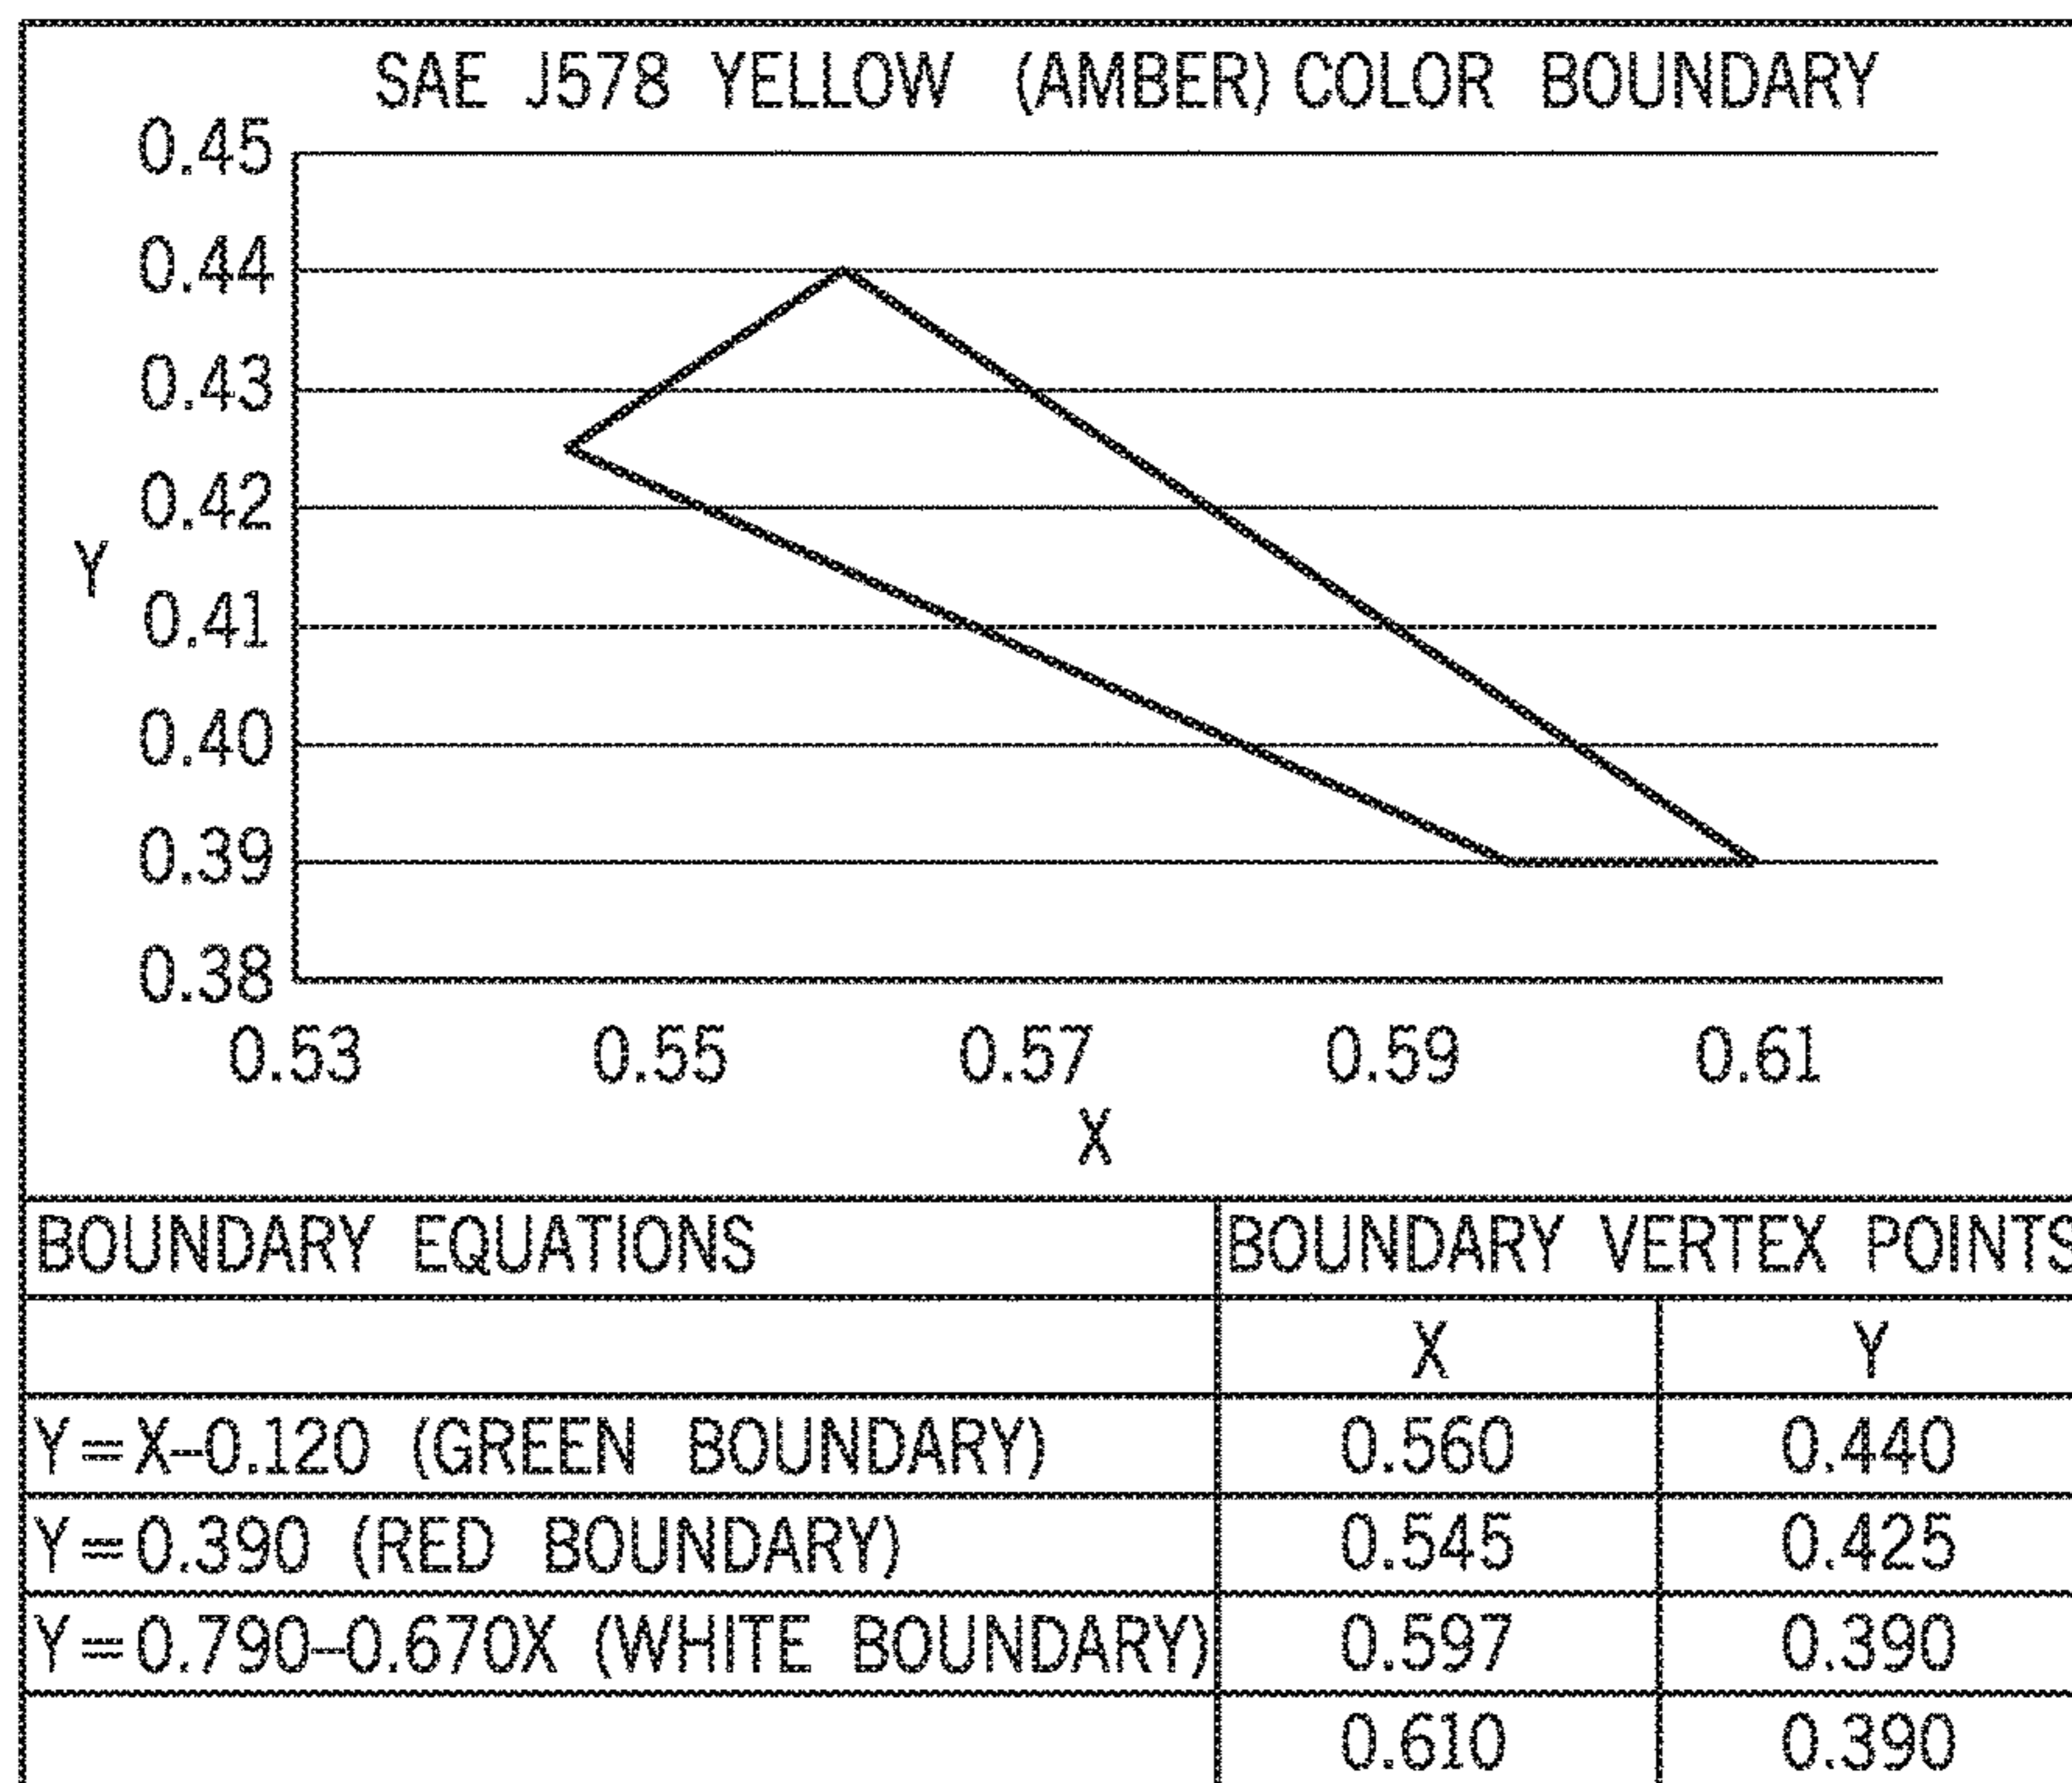 SAE J578 YELLOW (AMBER) COLOR BOUNDARY
0.45
0.44
0.43
0.42
Y
0.41
0.40
0.39
0.38
0.53 0.55 0.57 0.59 0.61
X
BOUNDARY EQUATIONS BOUNDARY VERTEX POINTS
X Y
Y=X-0.120 (GREEN BOUNDARY) 0.560 0.440
Y=0.390 (RED BOUNDARY) 0.545 0.425
Y=0.790-0.670X (WHITE BOUNDARY) 0.597 0.390
0.610 0.390